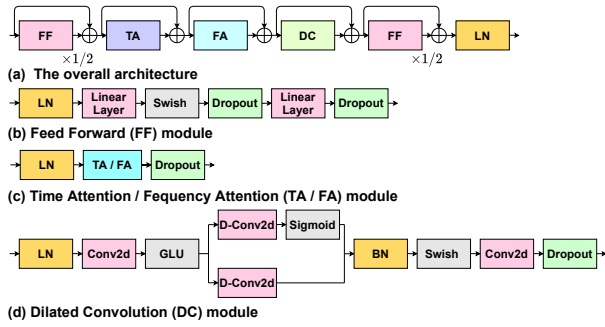 FF TA FA DC FF LN
×1/2 ×1/2
(a) The overall architecture
LN Linear Layer Swish Dropout Linear Layer Dropout
(b) Feed Forward (FF) module
LN TA / FA Dropout
(c) Time Attention / Fequency Attention (TA / FA) module
D-Conv2d Sigmoid
LN Conv2d GLU BN Swish Conv2d Dropout
D-Conv2d
(d) Dilated Convolution (DC) module